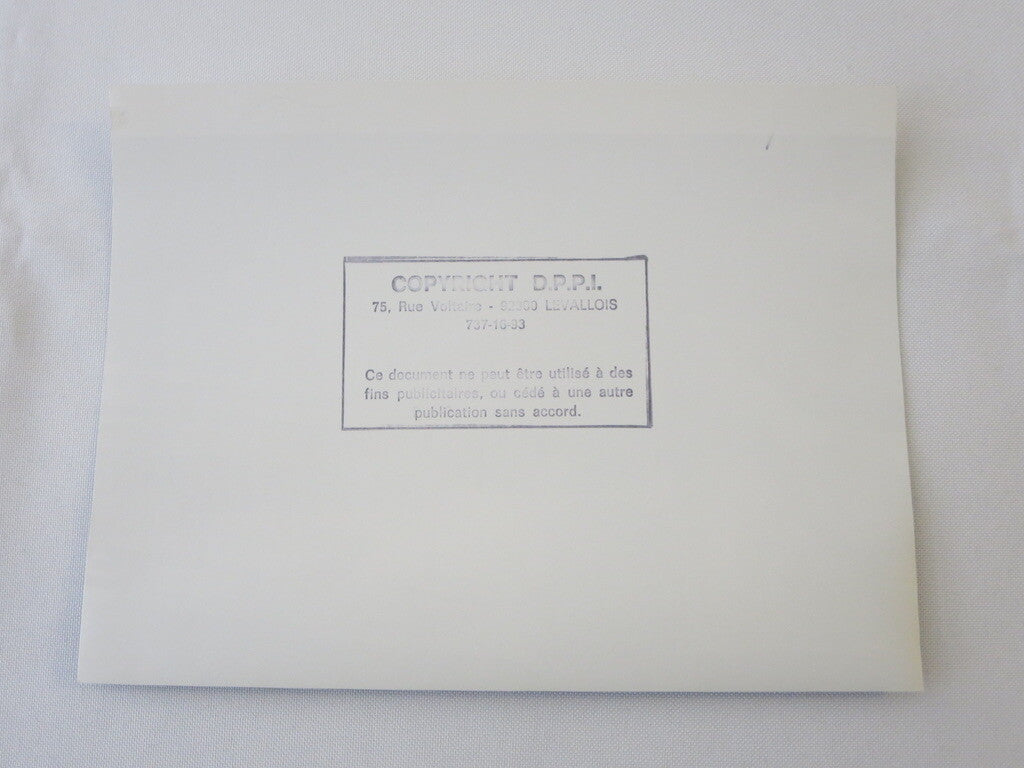 COPYRIGHT D.P.P.I.
75, Rue Voltaire - 92300 LEVALLOIS
737-16-33
Ce document ne peut être utilisé à des
fins publicitaires, ou cédé à une autre
publication sans accord.